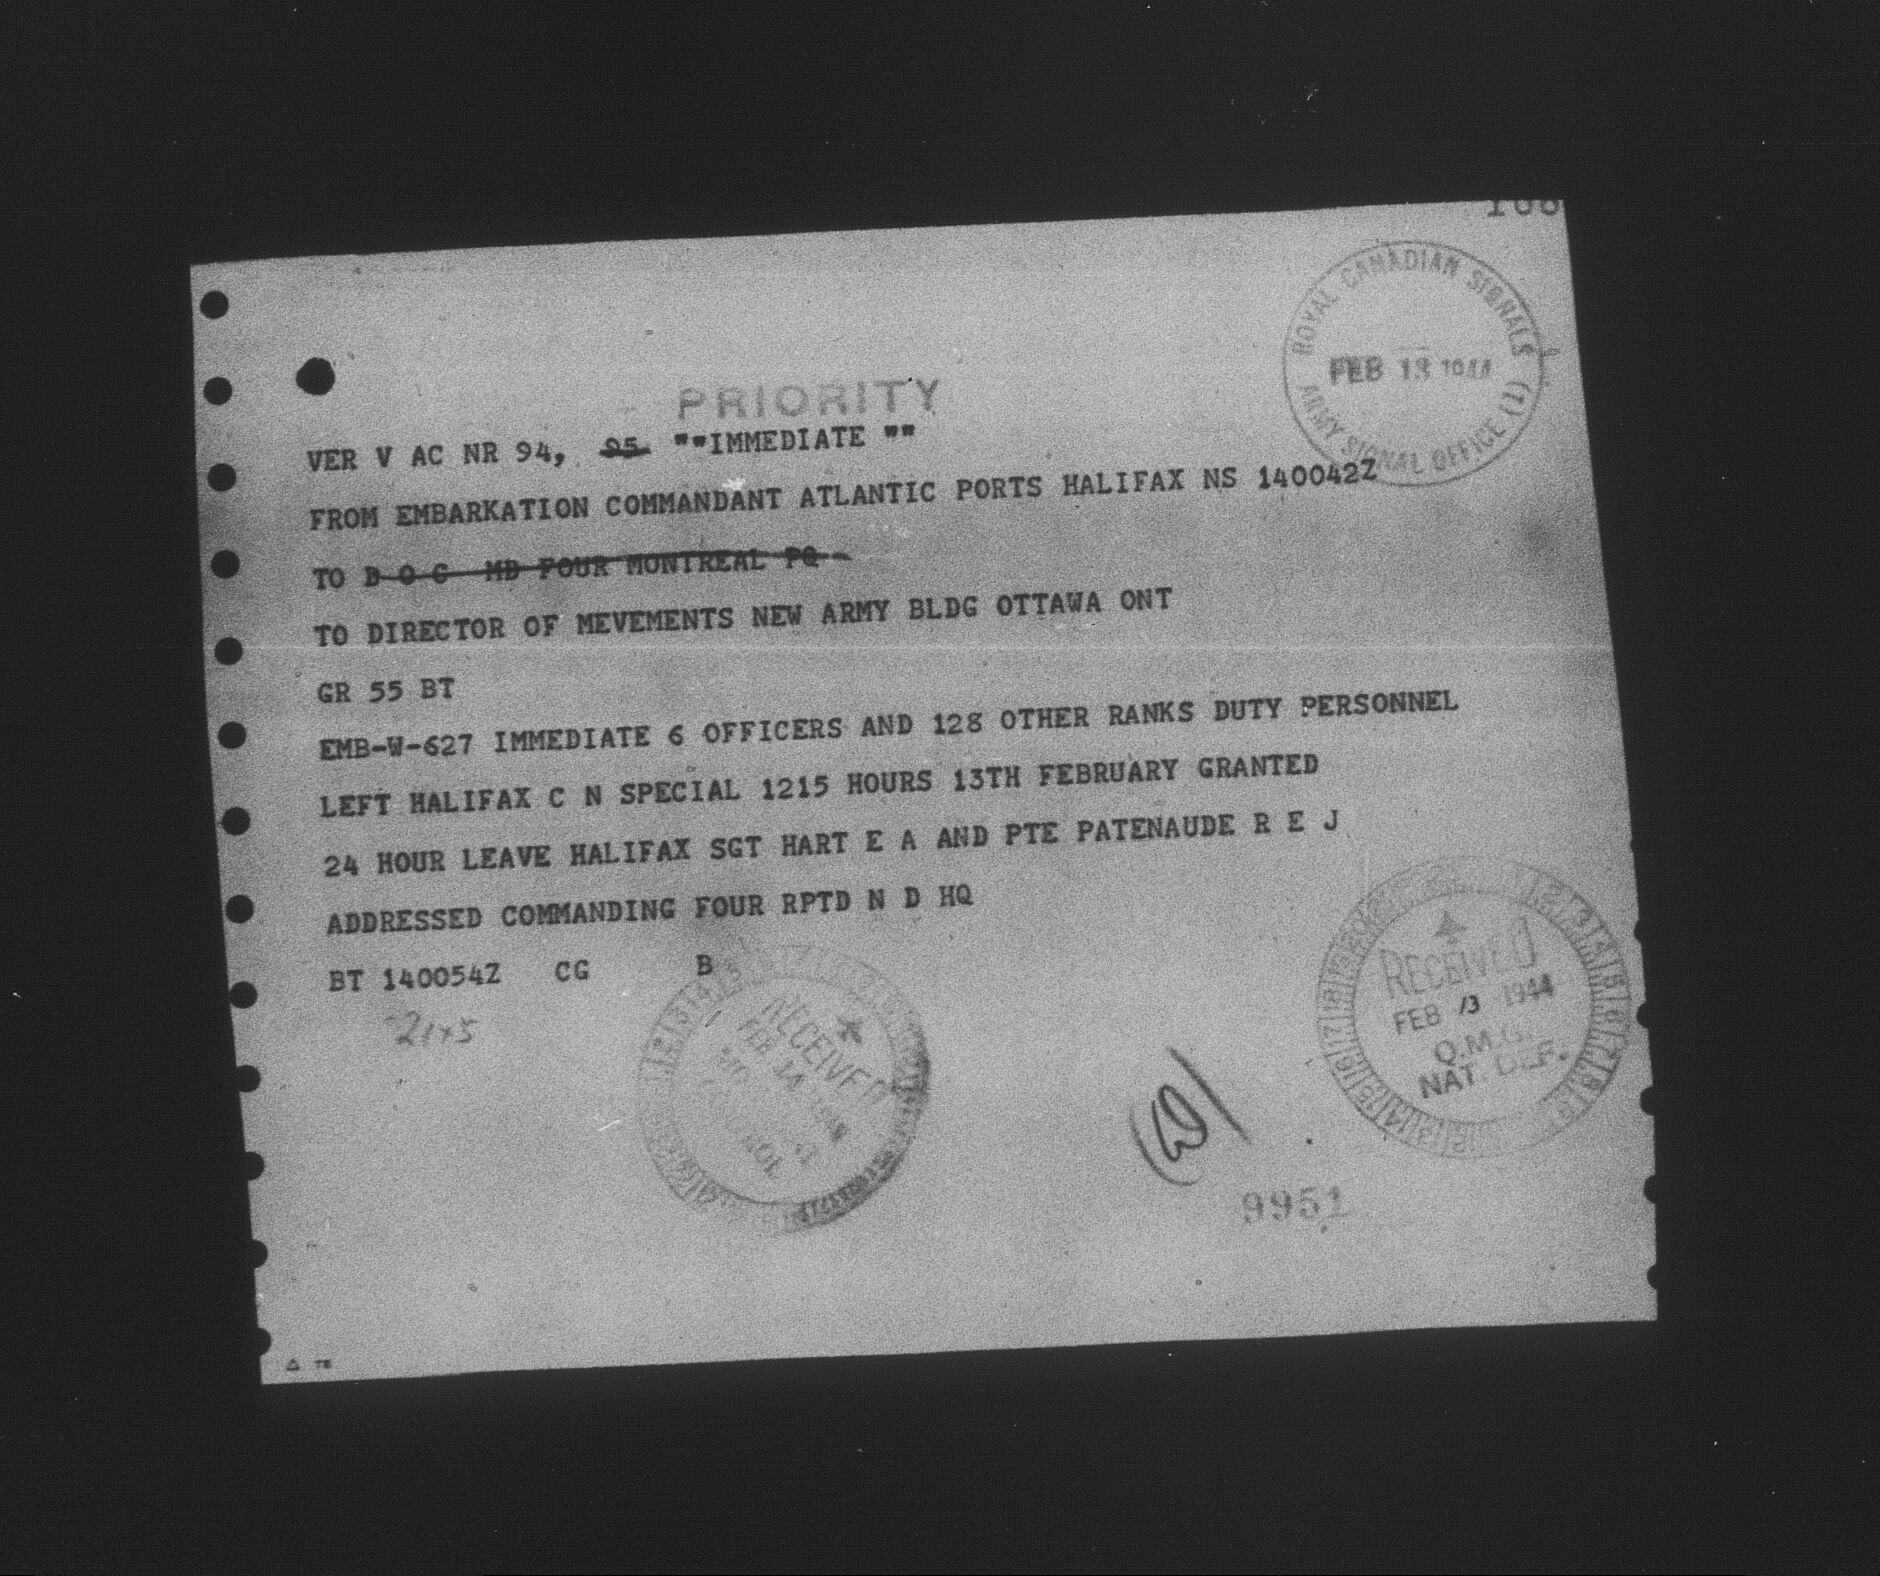 ROYAL CANADIAN SIGNALS
FEB 13 1944
ARMY SIGNAL OFFICE (1)
PRIORITY
VER V AC NR 94, 95 ""IMMEDIATE ""
FROM EMBARKATION COMMANDANT ATLANTIC PORTS HALIFAX NS 140042Z
TO D O C MD FOUR MONTREAL PQ
TO DIRECTOR OF MEVEMENTS NEW ARMY BLDG OTTAWA ONT
GR 55 BT
EMB-W-627 IMMEDIATE 6 OFFICERS AND 128 OTHER RANKS DUTY PERSONNEL
LEFT HALIFAX C N SPECIAL 1215 HOURS 13TH FEBRUARY GRANTED
24 HOUR LEAVE HALIFAX SGT HART E A AND PTE PATENAUDE R E J
ADDRESSED COMMANDING FOUR RPTD N D HQ
BT 140054Z CG B
RECEIVED
FEB 13 1944
Q.M.G.
NAT. DEF.
RECEIVED
FEB 14
9951